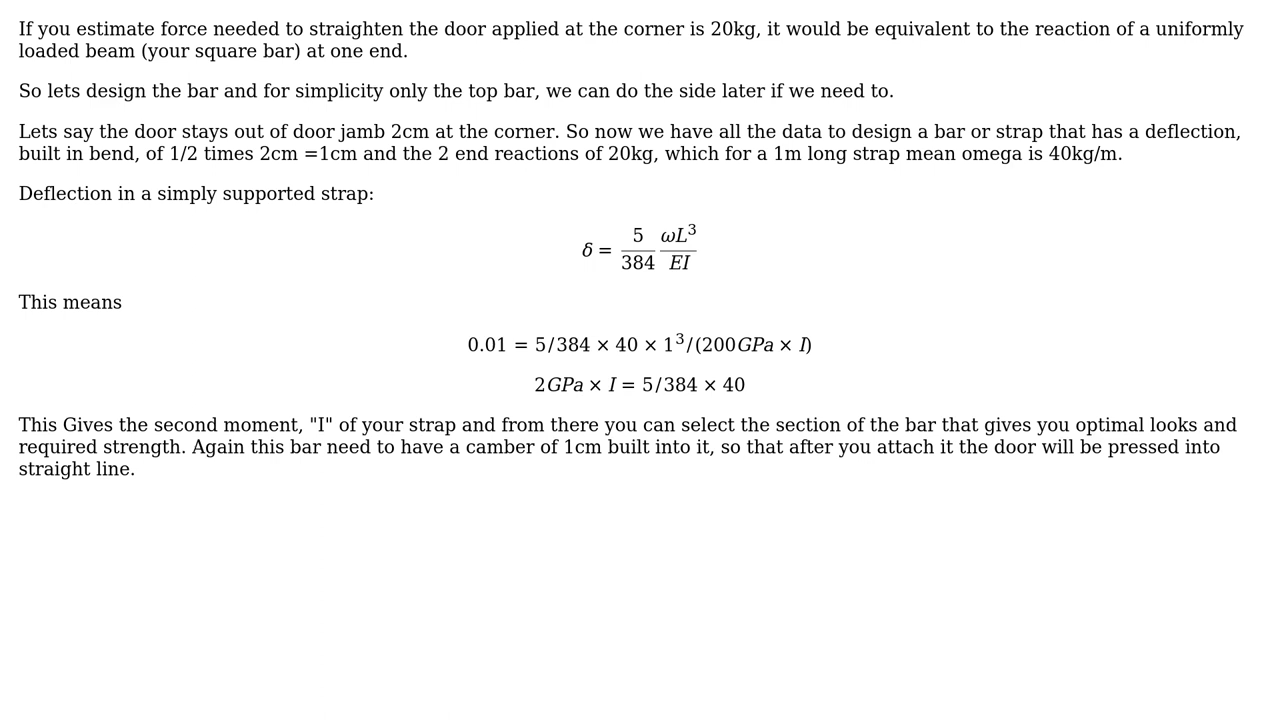 If you estimate force needed to straighten the door applied at the corner is 20kg, it would be equivalent to the reaction of a uniformly
loaded beam (your square bar) at one end.
So lets design the bar and for simplicity only the top bar, we can do the side later if we need to.
Lets say the door stays out of door jamb 2cm at the corner. So now we have all the data to design a bar or strap that has a deflection,
built in bend, of 1/2 times 2cm =1cm and the 2 end reactions of 20kg, which for a 1m long strap mean omega is 40kg/m.
Deflection in a simply supported strap:
δ = 5/384 ωL³/EI
This means
0.01 = 5/384 × 40 × 1³/(200GPa × I)
2GPa × I = 5/384 × 40
This Gives the second moment, "I" of your strap and from there you can select the section of the bar that gives you optimal looks and
required strength. Again this bar need to have a camber of 1cm built into it, so that after you attach it the door will be pressed into
straight line.